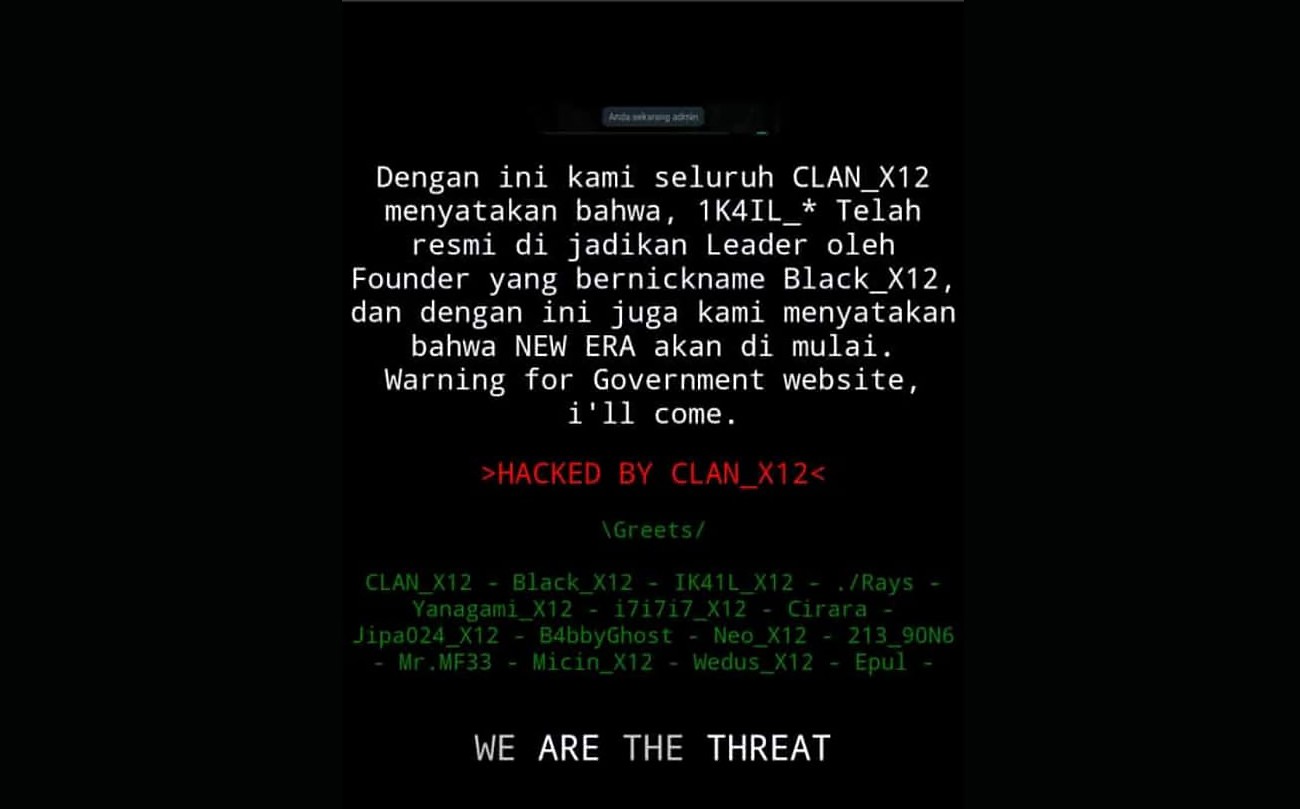 Anda sekarang admin
Dengan ini kami seluruh CLAN_X12
menyatakan bahwa, 1K4IL_* Telah
resmi di jadikan Leader oleh
Founder yang bernickname Black_X12,
dan dengan ini juga kami menyatakan
bahwa NEW ERA akan di mulai.
Warning for Government website,
i'll come.
>HACKED BY CLAN_X12<
\Greets/
CLAN_X12 - Black_X12 - IK41L_X12 - ./Rays -
Yanagami_X12 - i7i7i7_X12 - Cirara -
Jipa024_X12 - B4bbyGhost - Neo_X12 - 213_90N6
- Mr.MF33 - Micin_X12 - Wedus_X12 - Epul -
WE ARE THE THREAT